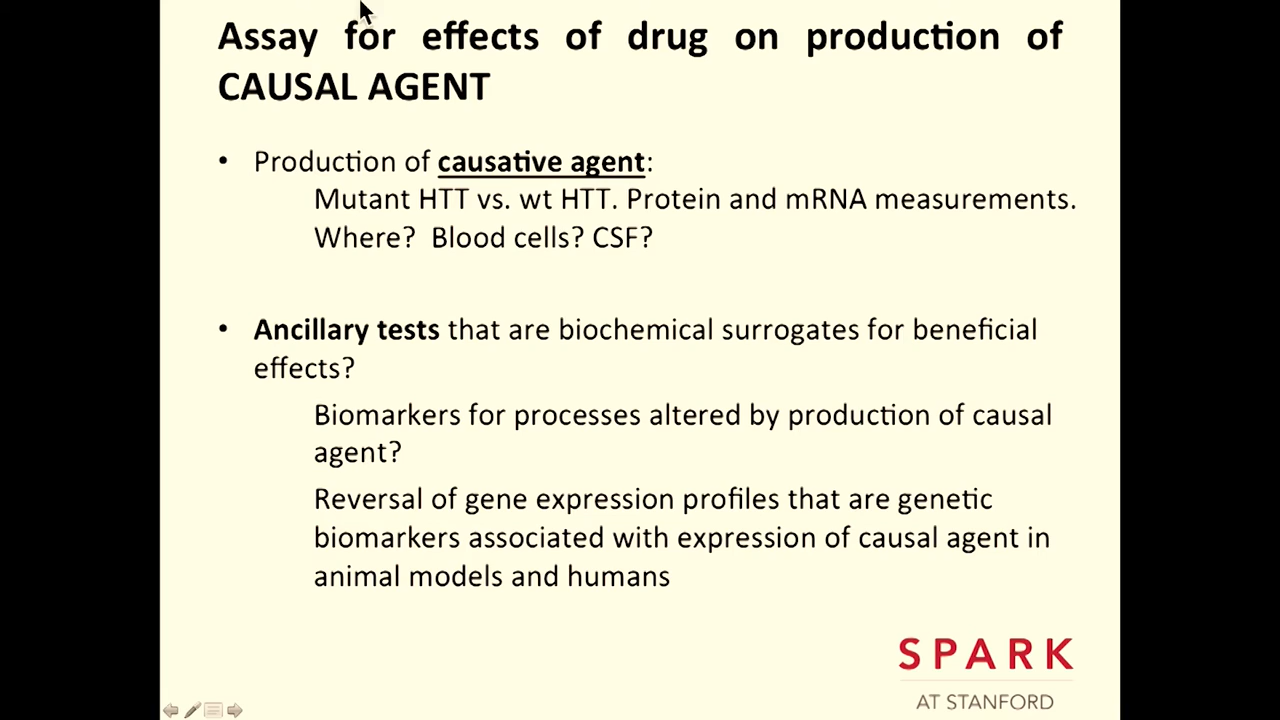 Assay for effects of drug on production of
CAUSAL AGENT
• Production of causative agent:
Mutant HTT vs. wt HTT. Protein and mRNA measurements.
Where? Blood cells? CSF?
• Ancillary tests that are biochemical surrogates for beneficial
effects?
Biomarkers for processes altered by production of causal
agent?
Reversal of gene expression profiles that are genetic
biomarkers associated with expression of causal agent in
animal models and humans
SPARK
AT STANFORD